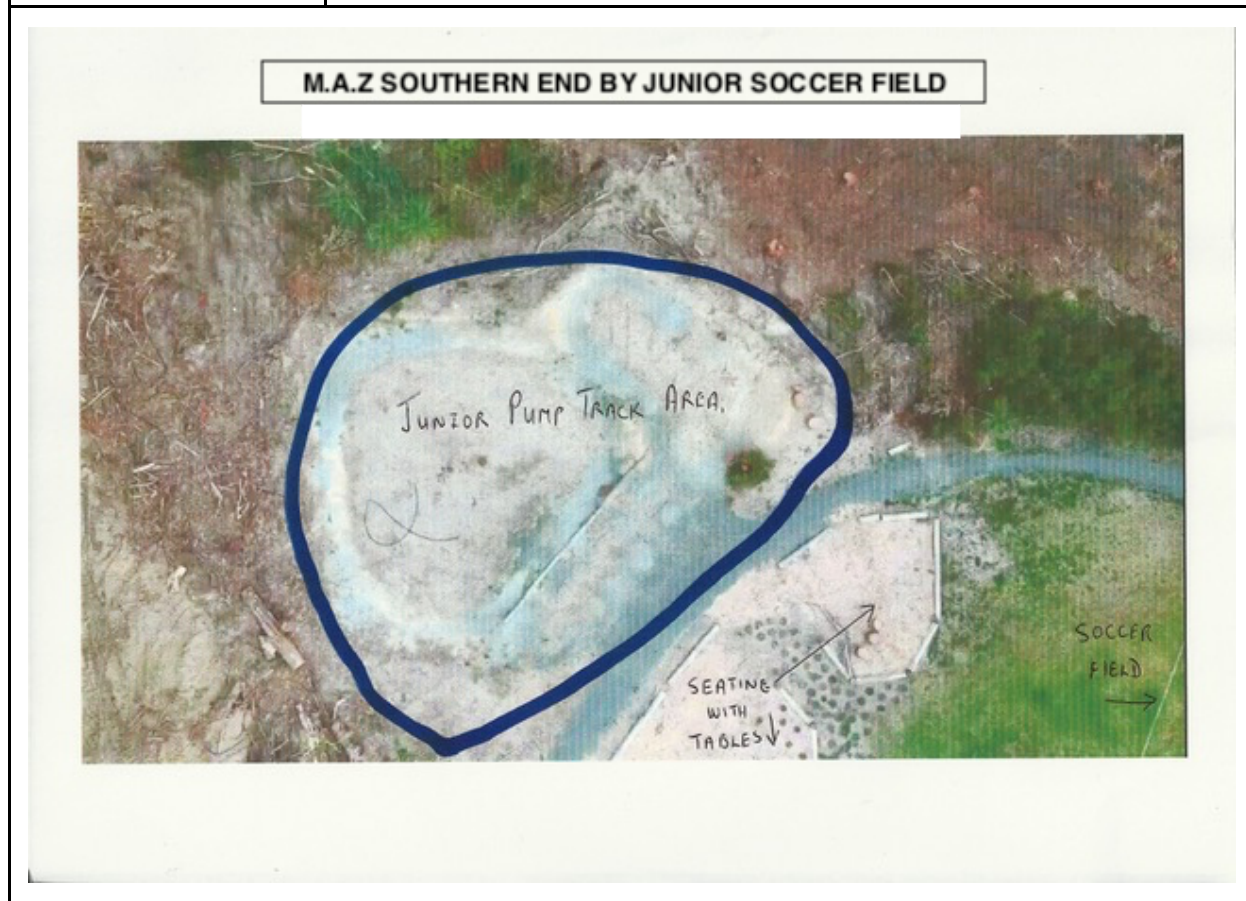 M.A.Z SOUTHERN END BY JUNIOR SOCCER FIELD
JUNIOR PUMP TRACK AREA.
SOCCER
FIELD
SEATING
WITH
TABLES